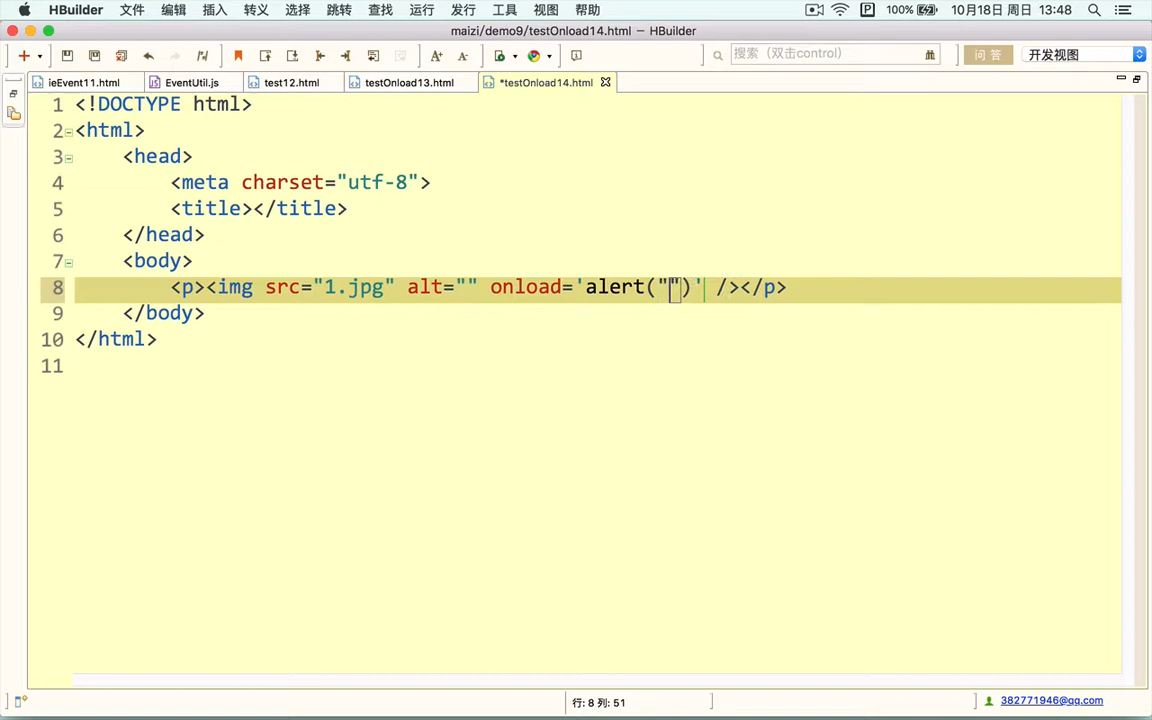 HBuilder 文件 编辑 插入 转义 选择 跳转 查找 运行 发行 工具 视图 帮助 100% 10月18日 周日 13:48
maizi/demo9/testOnload14.html — HBuilder
搜索（双击control） 问答 开发视图
ieEvent11.html EventUtil.js test12.html testOnload13.html *testOnload14.html
1 <!DOCTYPE html>
2 <html>
3 <head>
4 <meta charset="utf-8">
5 <title></title>
6 </head>
7 <body>
8 <p><img src="1.jpg" alt="" onload='alert("")' /></p>
9 </body>
10 </html>
11
行: 8 列: 51 382771946@qq.com